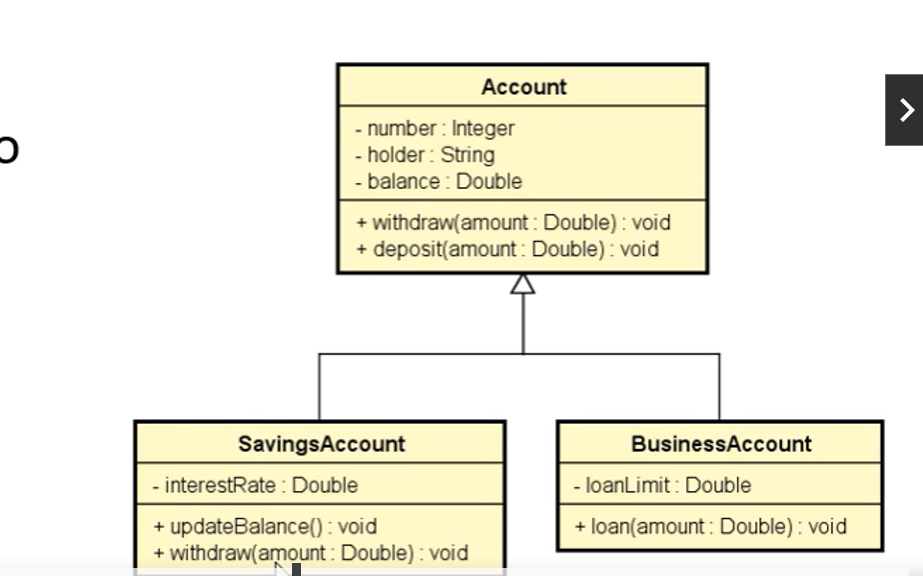 o
Account
- number : Integer
- holder : String
- balance : Double
+ withdraw(amount : Double) : void
+ deposit(amount : Double) : void
SavingsAccount
- interestRate : Double
+ updateBalance() : void
+ withdraw(amount : Double) : void
BusinessAccount
- loanLimit : Double
+ loan(amount : Double) : void